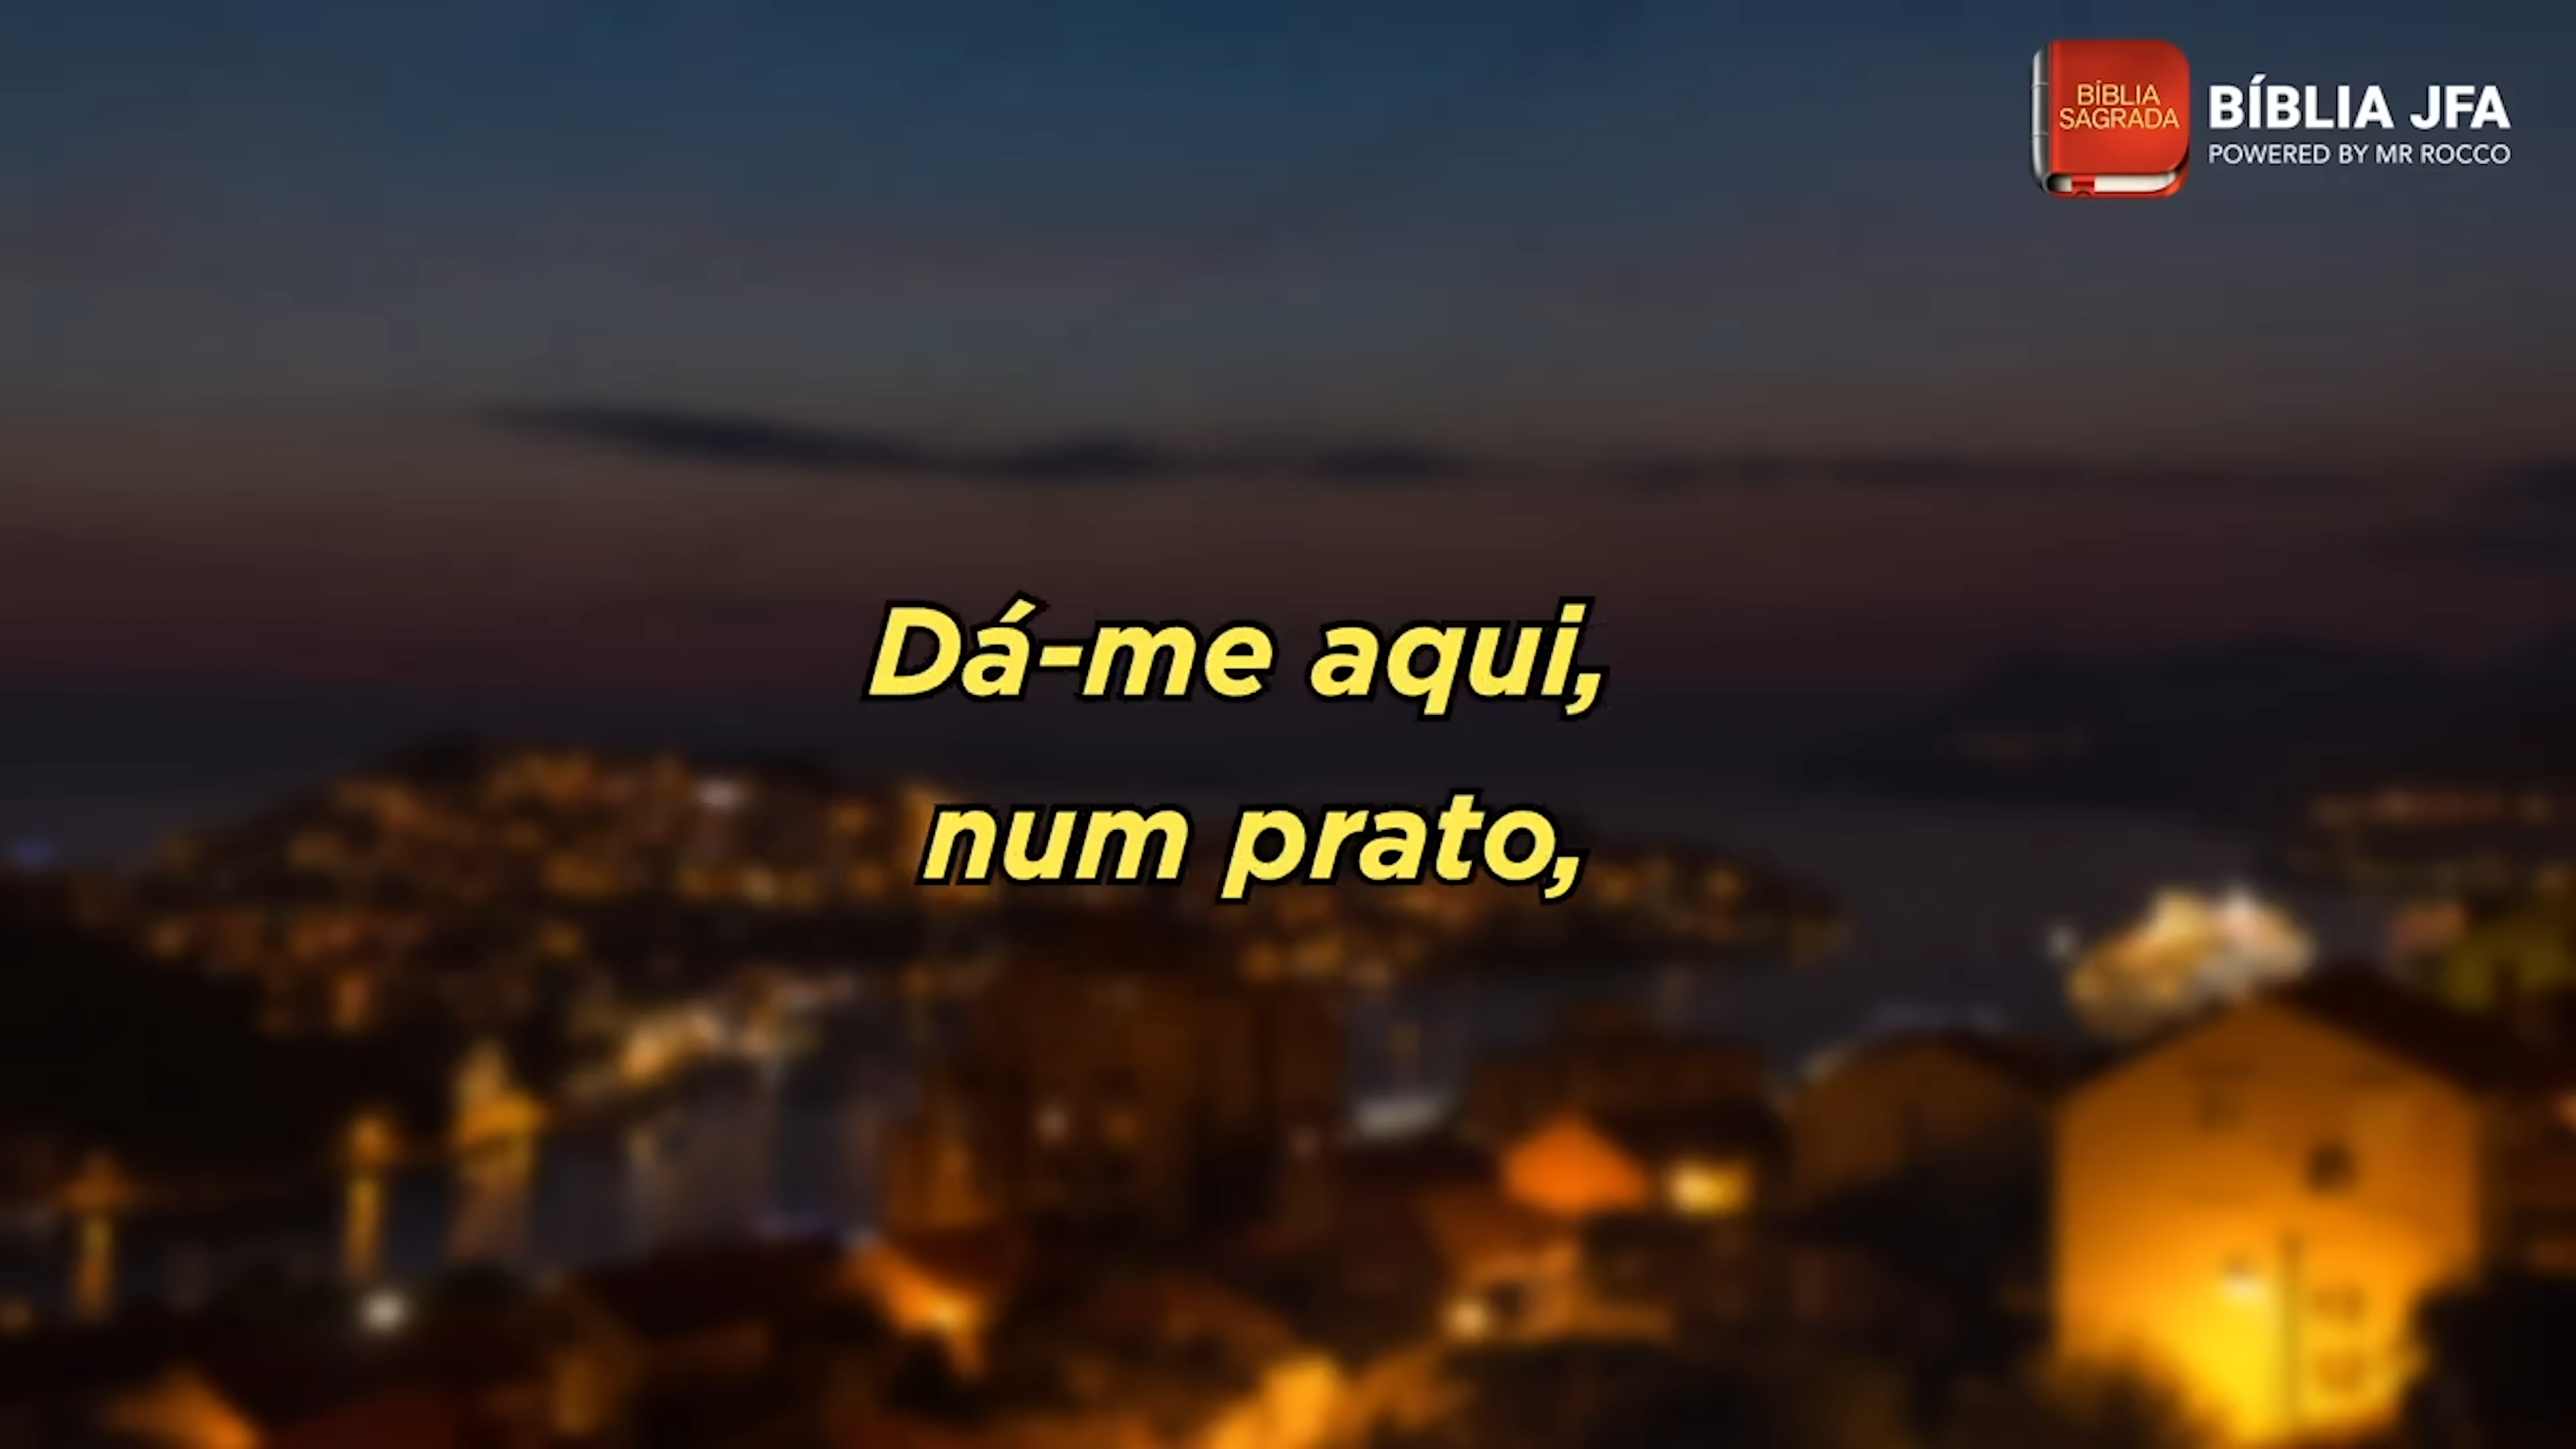 BÍBLIA
SAGRADA
BÍBLIA JFA
POWERED BY MR ROCCO
Dá-me aqui,
num prato,